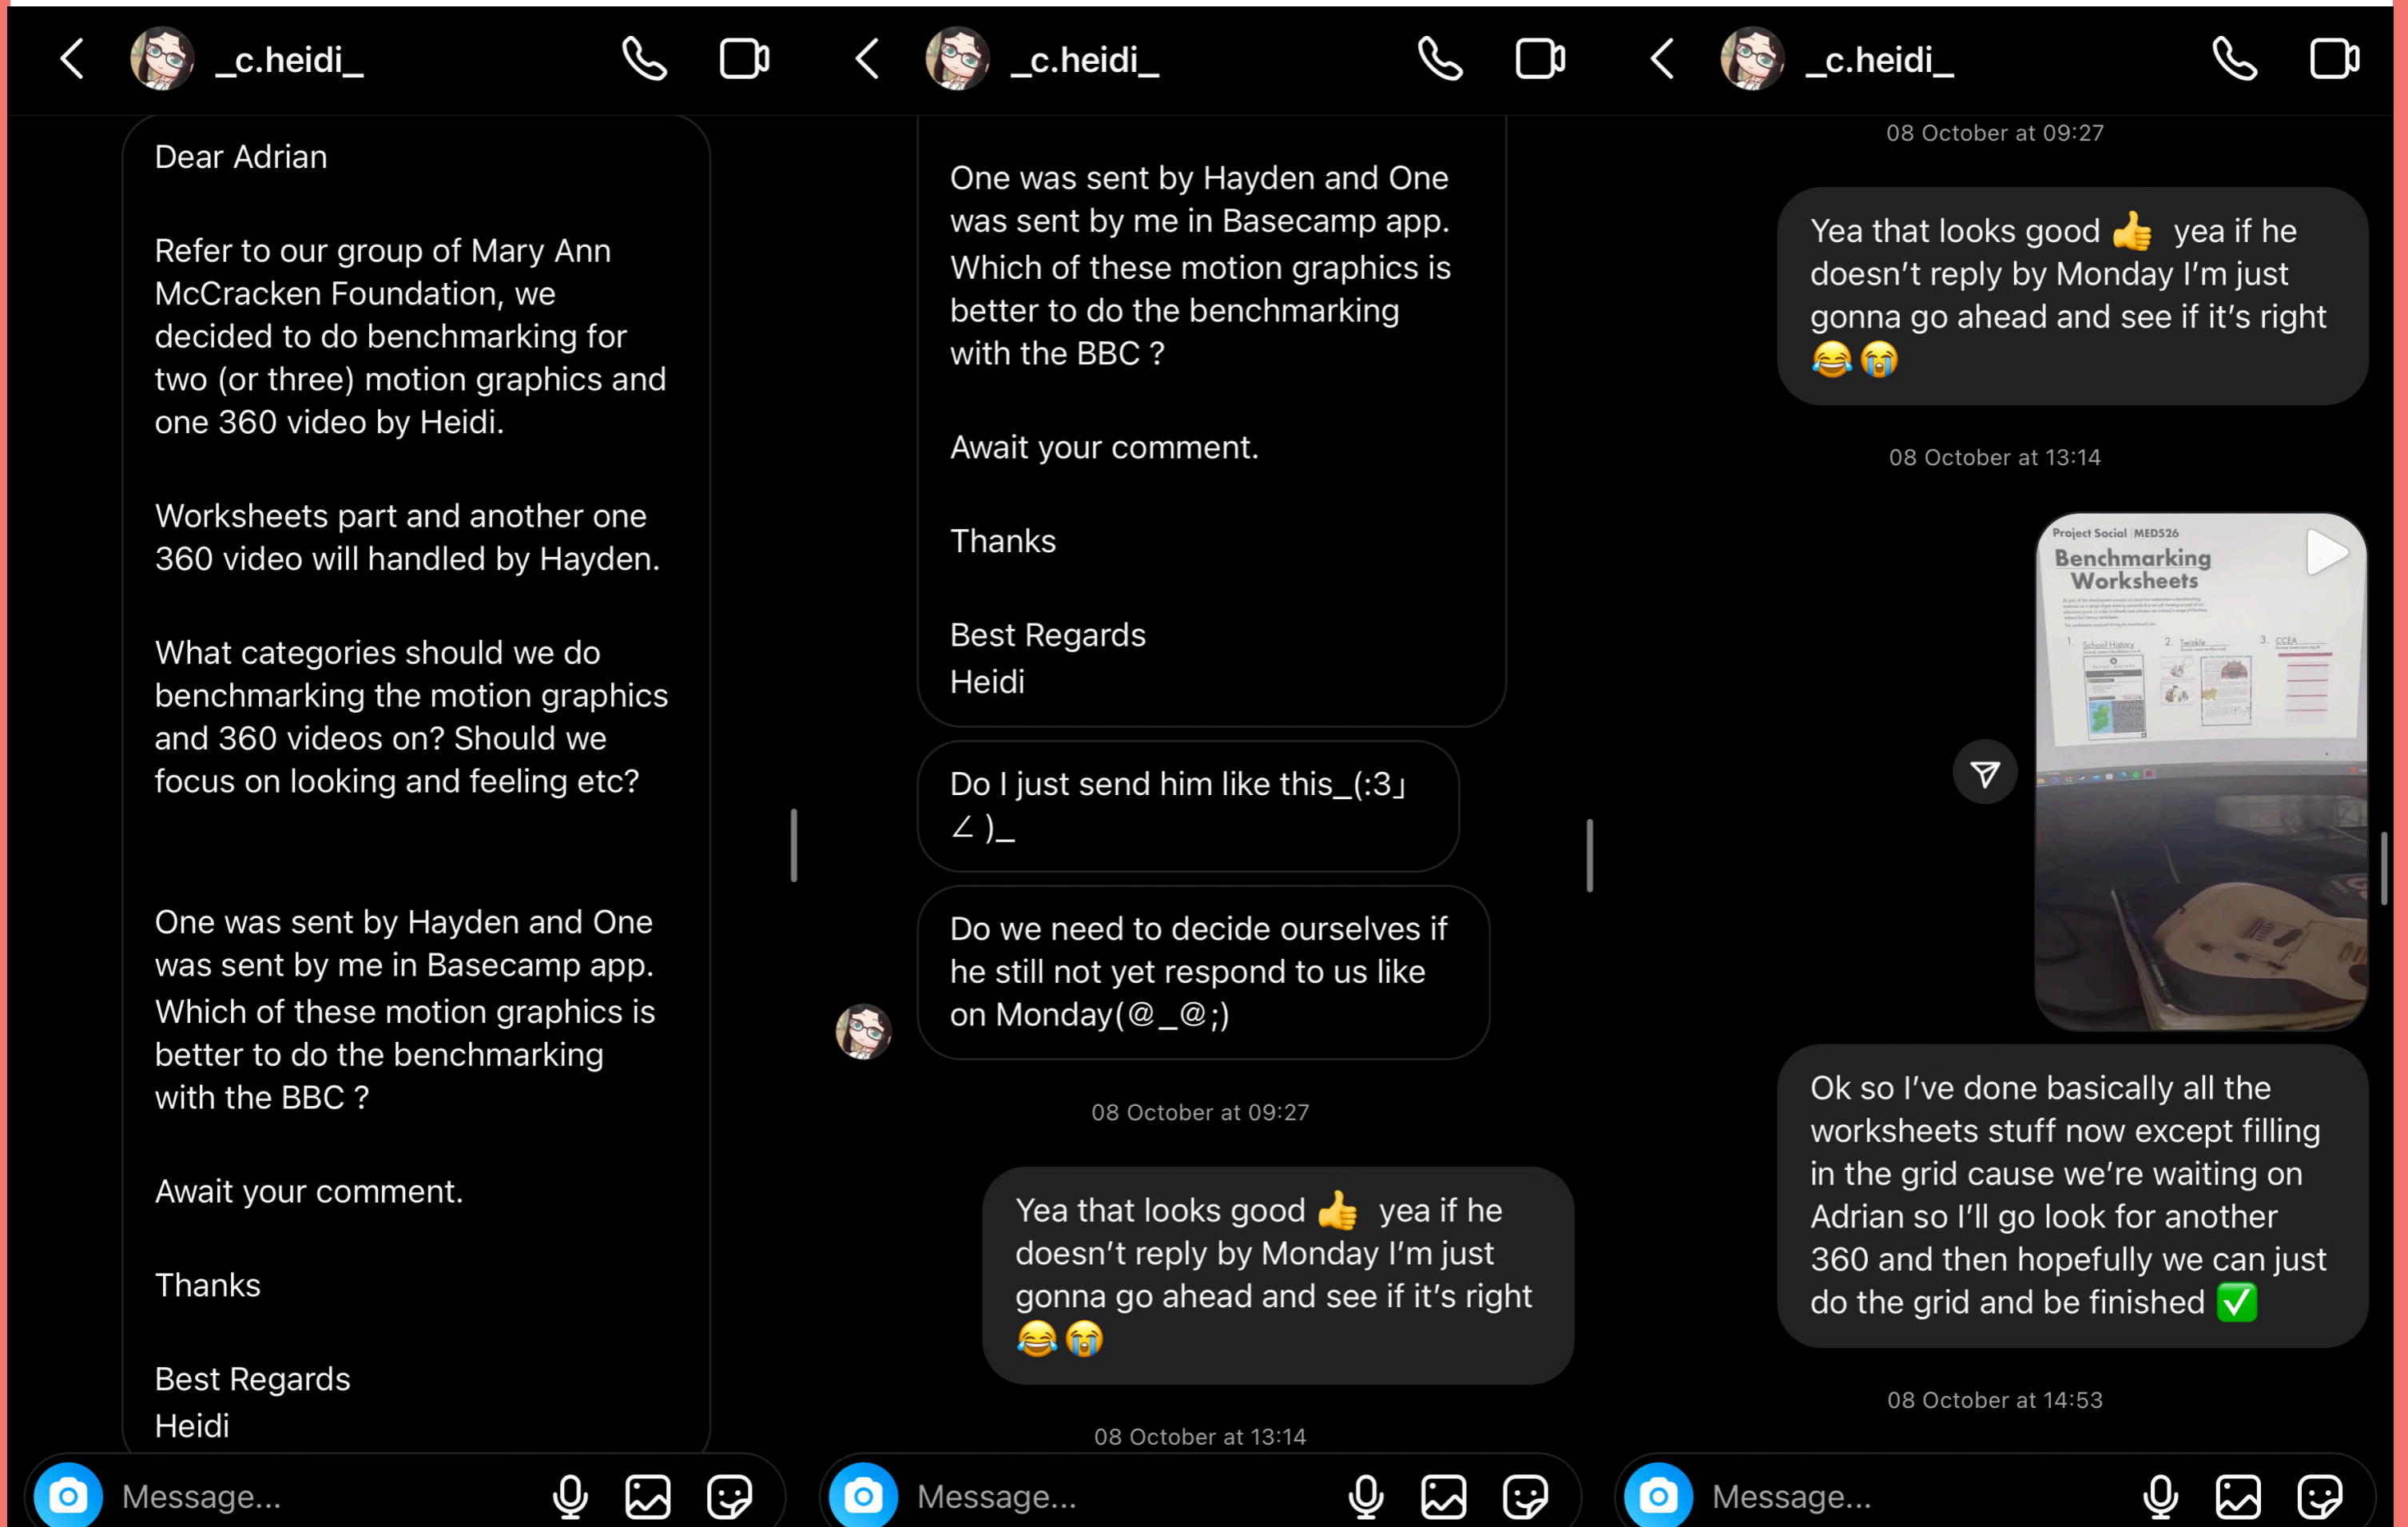 _c.heidi_
Dear Adrian
Refer to our group of Mary Ann
McCracken Foundation, we
decided to do benchmarking for
two (or three) motion graphics and
one 360 video by Heidi.
Worksheets part and another one
360 video will handled by Hayden.
What categories should we do
benchmarking the motion graphics
and 360 videos on? Should we
focus on looking and feeling etc?
One was sent by Hayden and One
was sent by me in Basecamp app.
Which of these motion graphics is
better to do the benchmarking
with the BBC ?
Await your comment.
Thanks
Best Regards
Heidi
Message...
_c.heidi_
One was sent by Hayden and One
was sent by me in Basecamp app.
Which of these motion graphics is
better to do the benchmarking
with the BBC ?
Await your comment.
Thanks
Best Regards
Heidi
Do I just send him like this_(:3」
∠ )_
Do we need to decide ourselves if
he still not yet respond to us like
on Monday(@_@;)
08 October at 09:27
Yea that looks good 👍 yea if he
doesn't reply by Monday I'm just
gonna go ahead and see if it's right
😂😭
08 October at 13:14
Message...
_c.heidi_
08 October at 09:27
Yea that looks good 👍 yea if he
doesn't reply by Monday I'm just
gonna go ahead and see if it's right
😂😭
08 October at 13:14
Project Social MED526
Benchmarking
Worksheets
1. School History
2. Twinkle
3. CCEA
Ok so I've done basically all the
worksheets stuff now except filling
in the grid cause we're waiting on
Adrian so I'll go look for another
360 and then hopefully we can just
do the grid and be finished ✅
08 October at 14:53
Message...